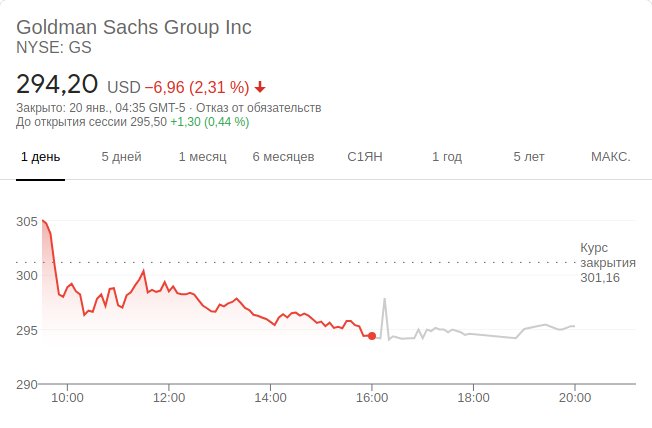 Goldman Sachs Group Inc
NYSE: GS
294,20 USD −6,96 (2,31 %)
Закрыто: 20 янв., 04:35 GMT-5 · Отказ от обязательств
До открытия сессии 295,50 +1,30 (0,44 %)
1 день 5 дней 1 месяц 6 месяцев С1ЯН 1 год 5 лет МАКС.
305
Курс
закрытия
301,16
300
295
290
10:00 12:00 14:00 16:00 18:00 20:00